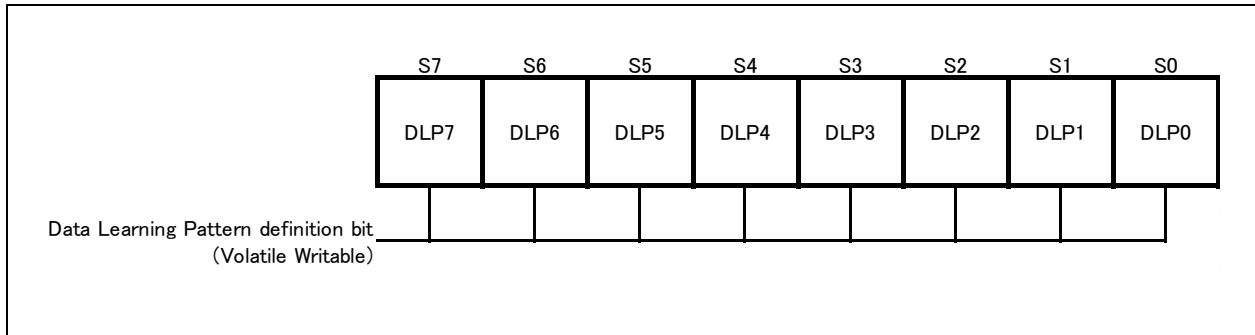 S7 S6 S5 S4 S3 S2 S1 S0
DLP7 DLP6 DLP5 DLP4 DLP3 DLP2 DLP1 DLP0
Data Learning Pattern definition bit
(Volatile Writable)